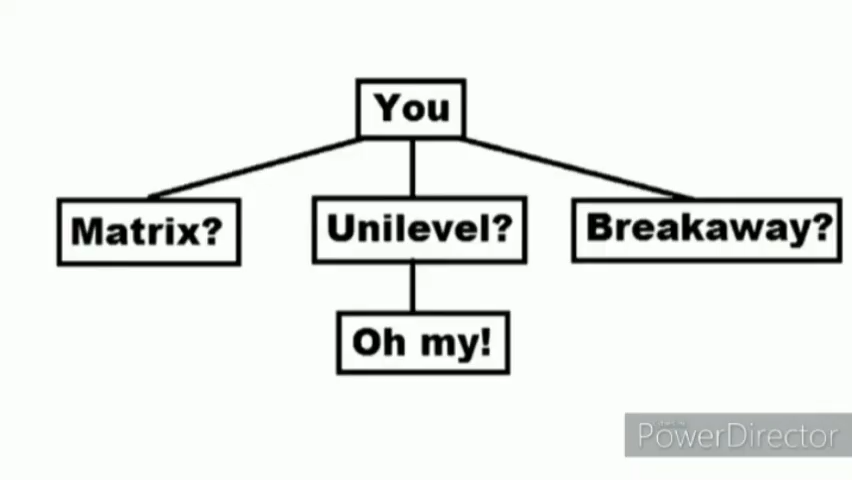 You
Matrix?
Unilevel?
Breakaway?
Oh my!
PowerDirector